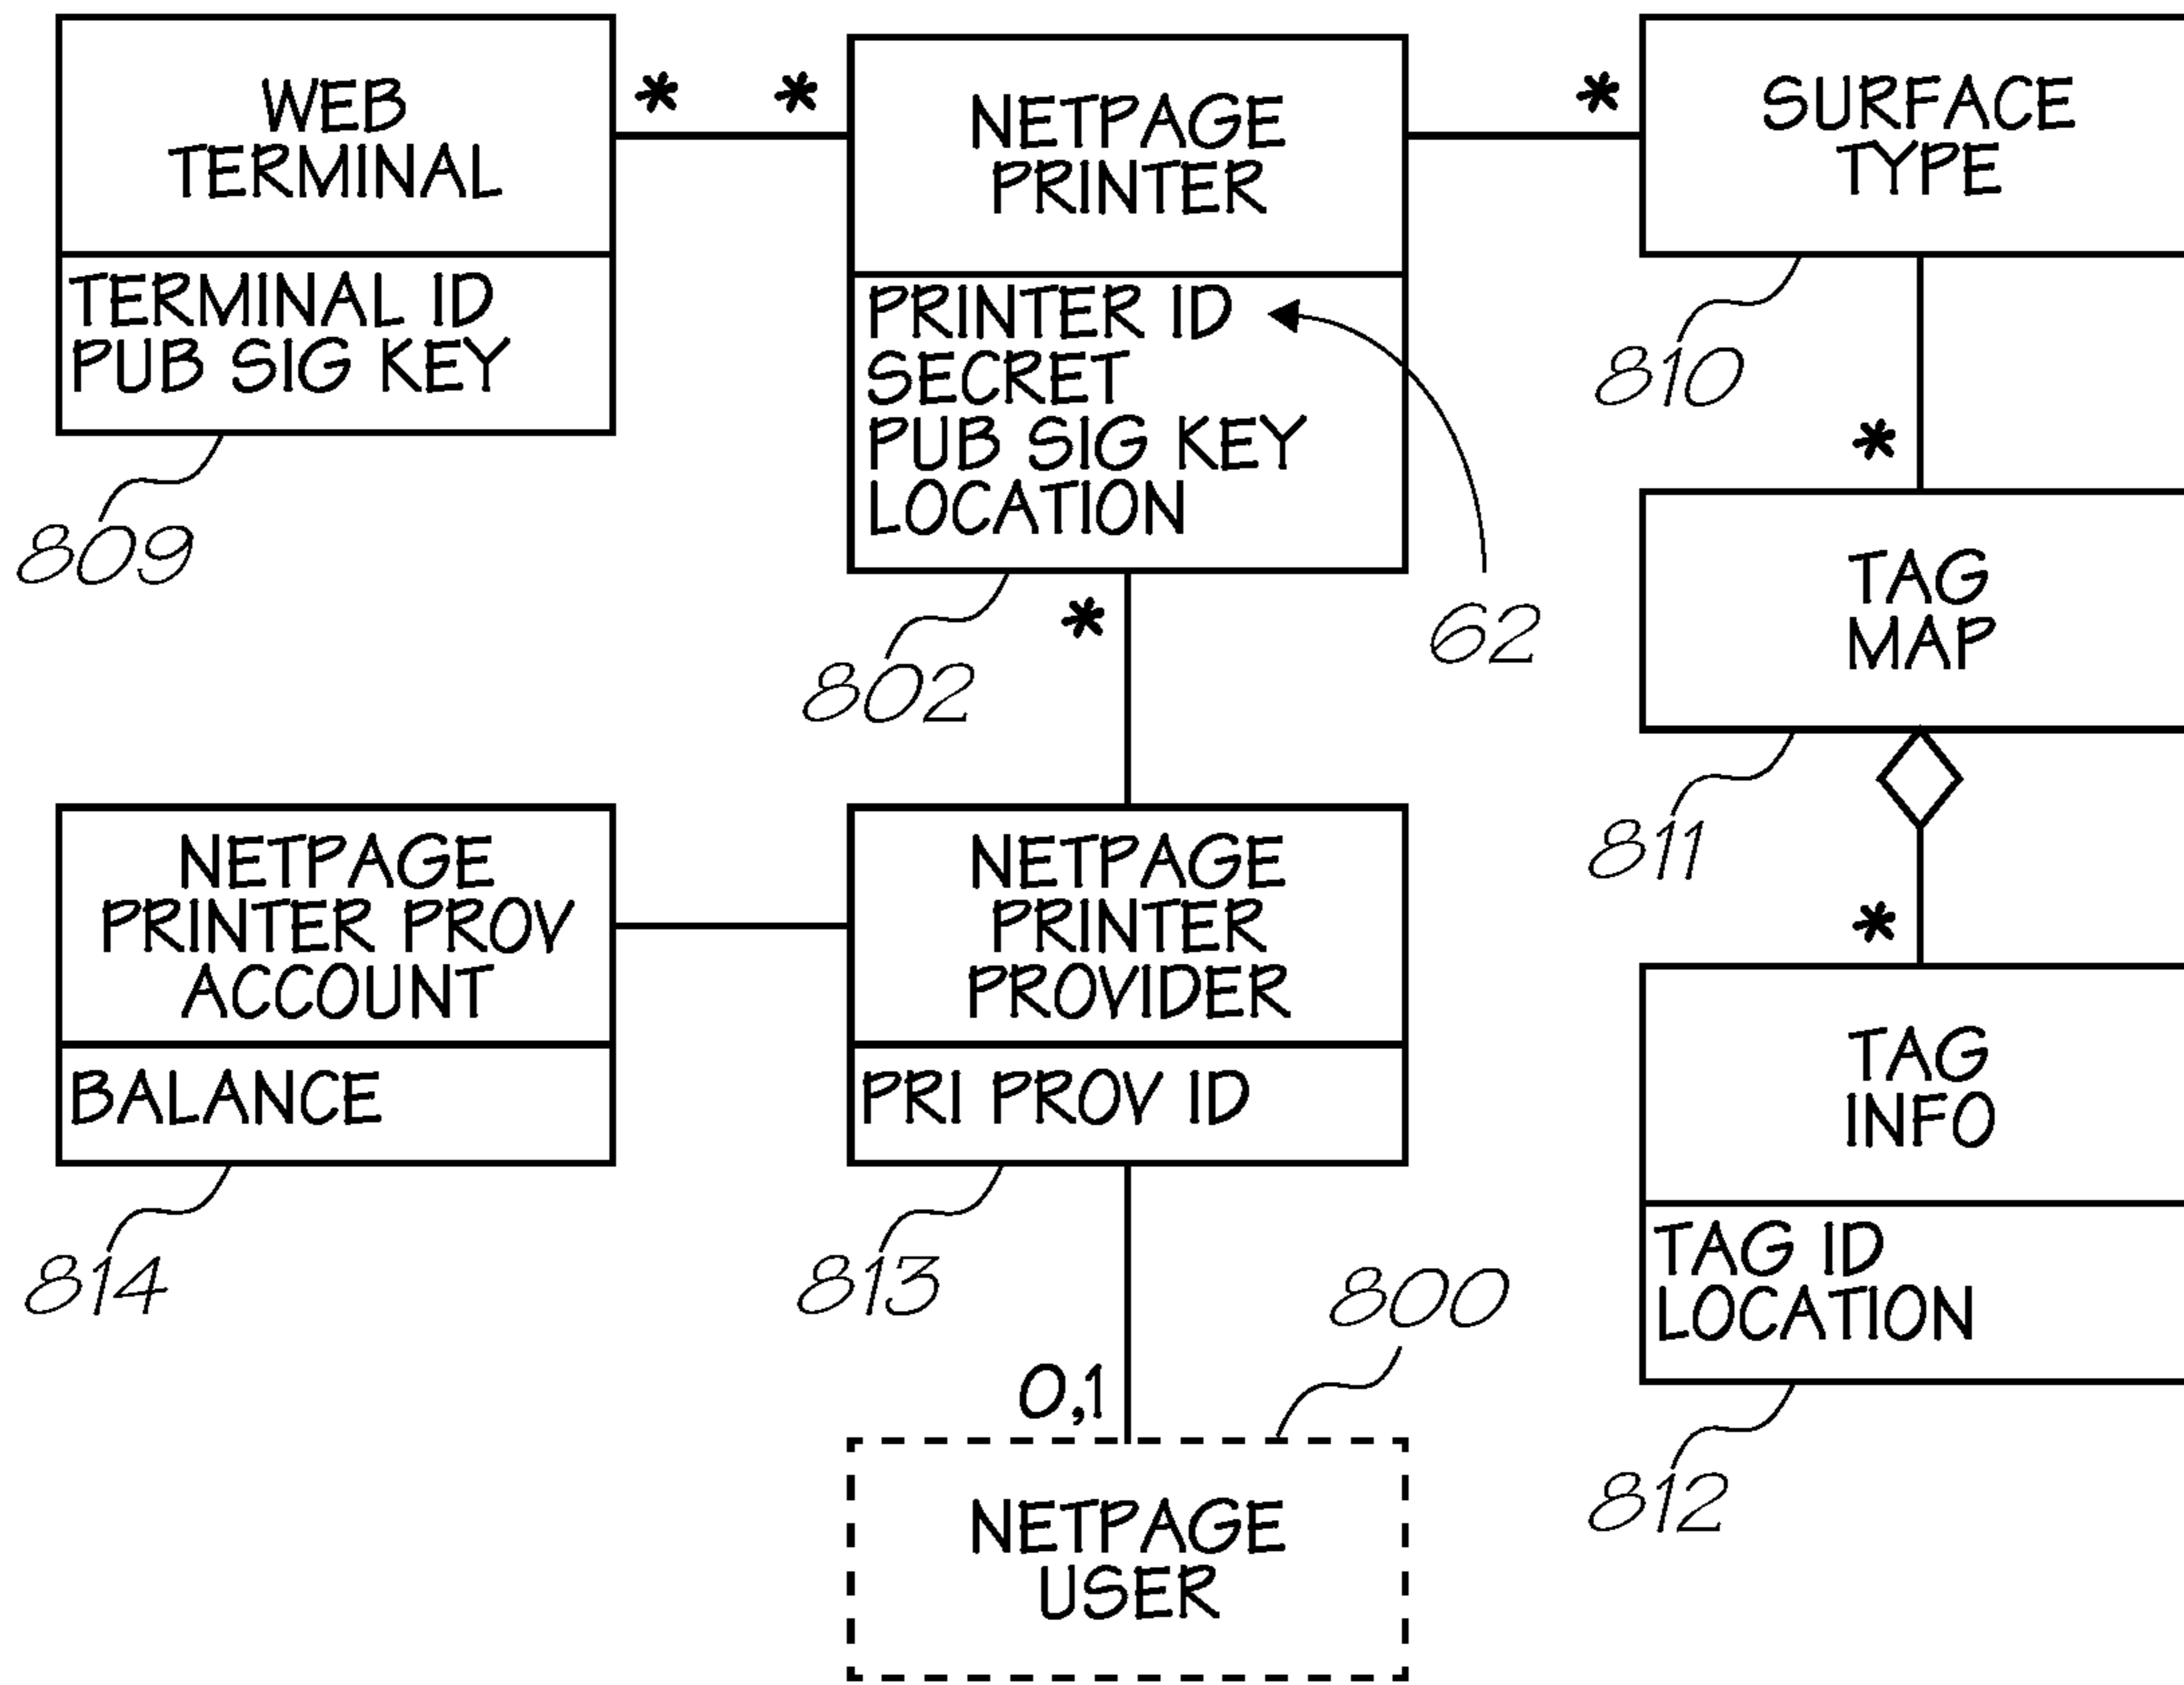 WEB
TERMINAL
TERMINAL ID
PUB SIG KEY
809
*
*
NETPAGE
PRINTER
PRINTER ID
SECRET
PUB SIG KEY
LOCATION
62
802
*
*
SURFACE
TYPE
810
*
TAG
MAP
811
*
NETPAGE
PRINTER PROV
ACCOUNT
BALANCE
814
NETPAGE
PRINTER
PROVIDER
PRI PROV ID
813
TAG
INFO
TAG ID
LOCATION
812
0,1
800
NETPAGE
USER